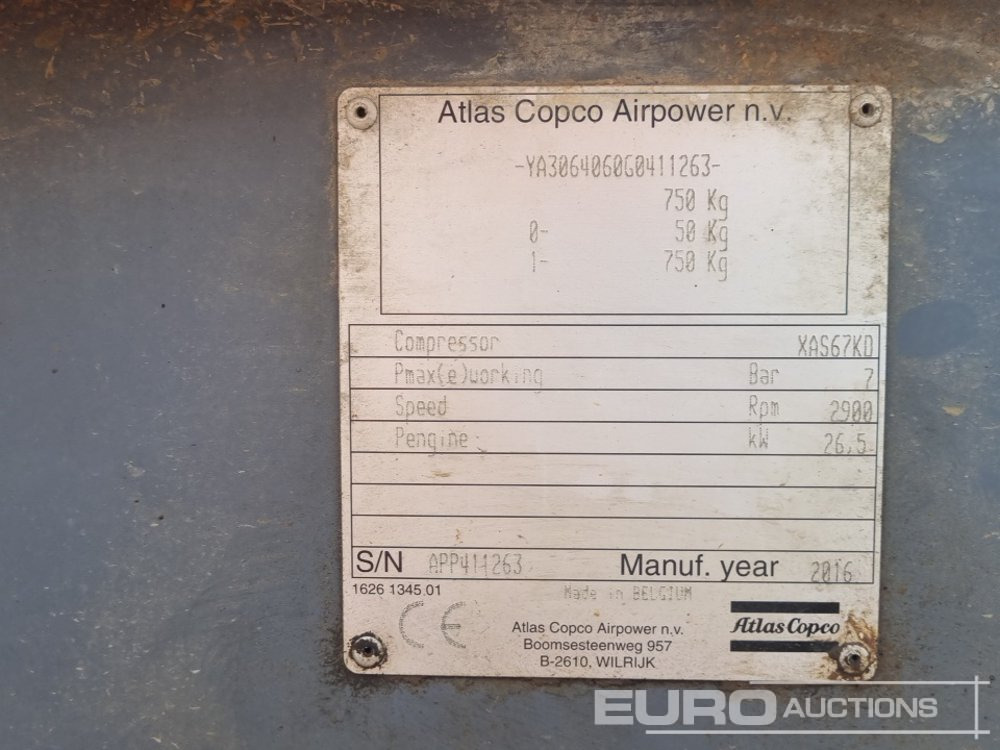 Atlas Copco Airpower n.v.
-YA3064060G0411263-
750 Kg
0- 50 Kg
1- 750 Kg
Compressor XAS67KD
Pmax(e)working Bar 7
Speed Rpm 2900
Pengine kW 26,5
S/N APP411263 Manuf. year 2016
1626 1345 01 Made in BELGIUM
CE
Atlas Copco Airpower n.v.
Boomsesteenweg 957
B-2610, WILRIJK
Atlas Copco
EURO AUCTIONS